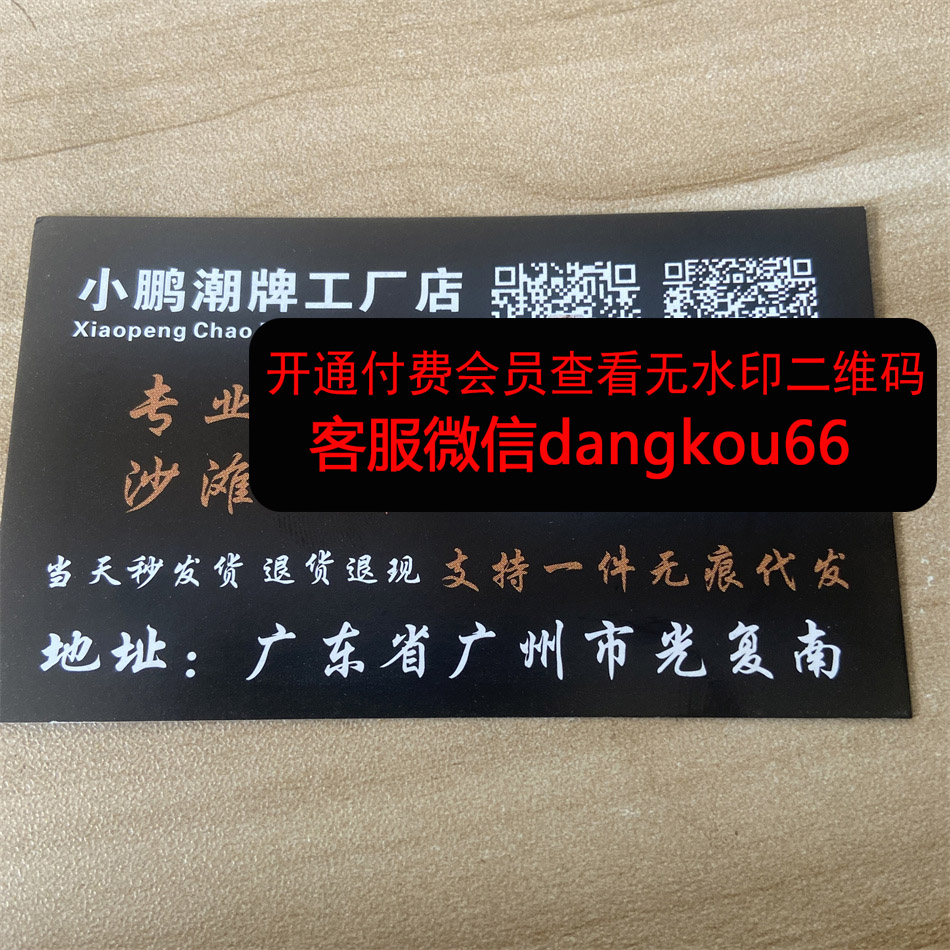 小鹏潮牌工厂店
Xiaopeng Chao
专业
开通付费会员查看无水印二维码
客服微信dangkou66
沙滩
当天秒发货 退货退现 支持一件无痕代发
地址：广东省广州市光复南